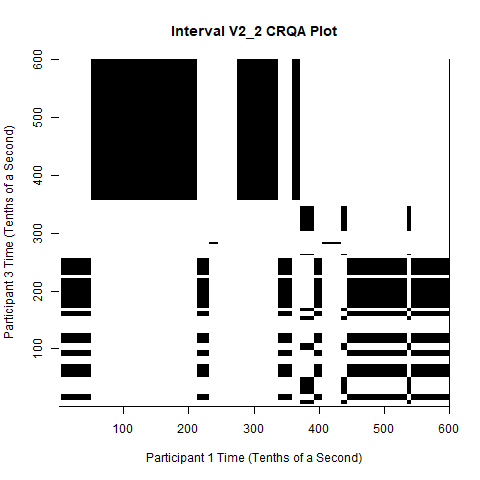 Interval V2_2 CRQA Plot
600
500
400
300
200
100
Participant 3 Time (Tenths of a Second)
100 200 300 400 500 600
Participant 1 Time (Tenths of a Second)